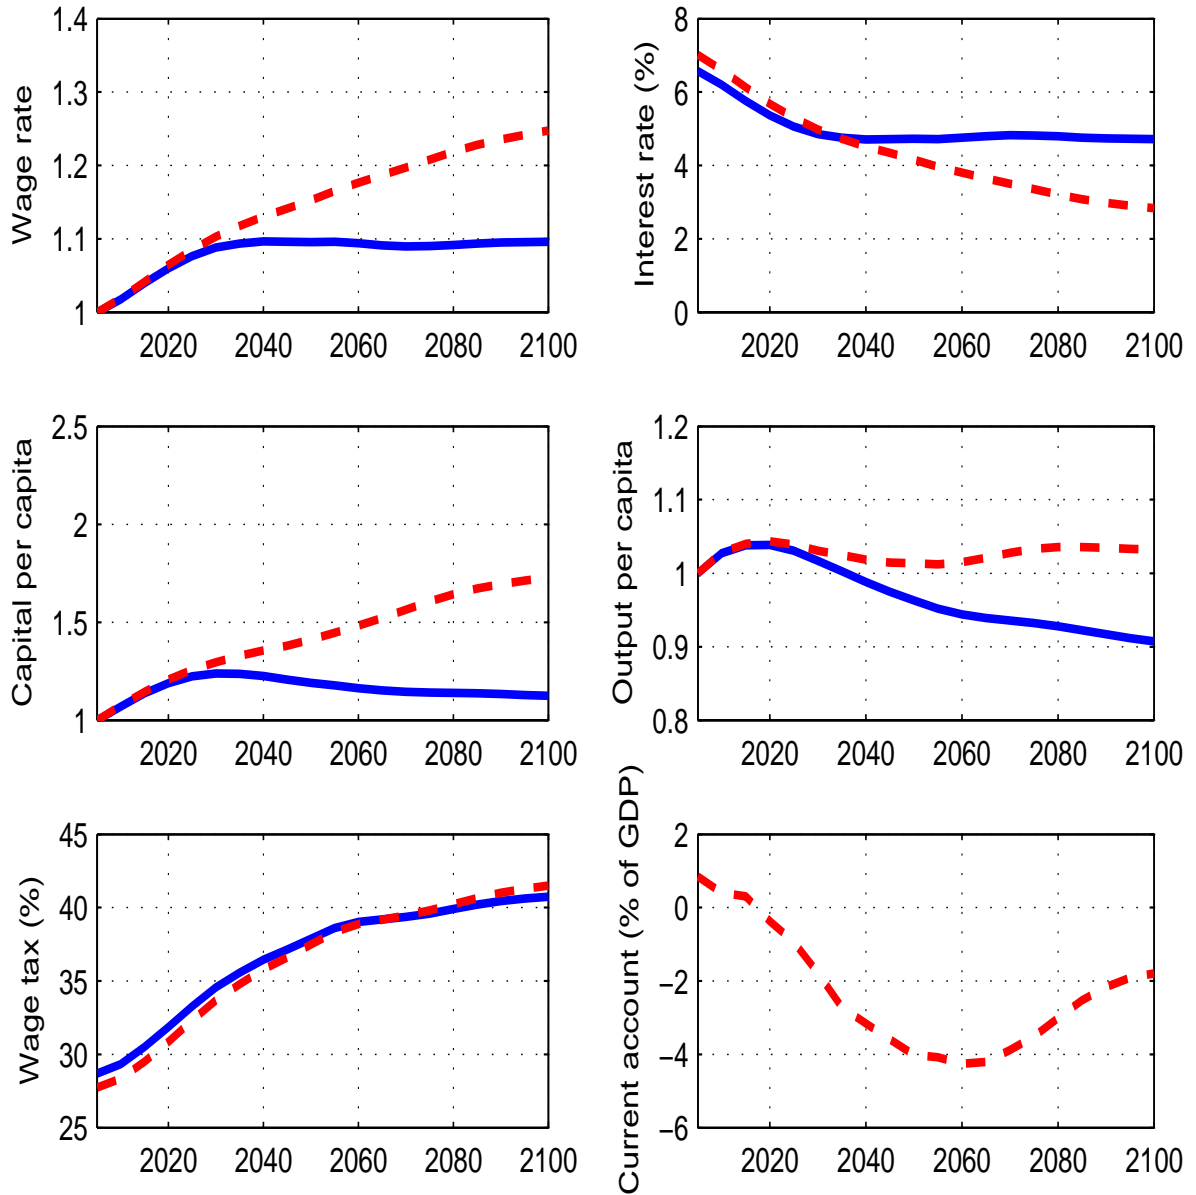 Wage rate
1.4
1.3
1.2
1.1
1
2020 2040 2060 2080 2100
Interest rate (%)
8
6
4
2
0
2020 2040 2060 2080 2100
Capital per capita
2.5
2
1.5
1
2020 2040 2060 2080 2100
Output per capita
1.2
1.1
1
0.9
0.8
2020 2040 2060 2080 2100
Wage tax (%)
45
40
35
30
25
2020 2040 2060 2080 2100
Current account (% of GDP)
2
0
−2
−4
−6
2020 2040 2060 2080 2100